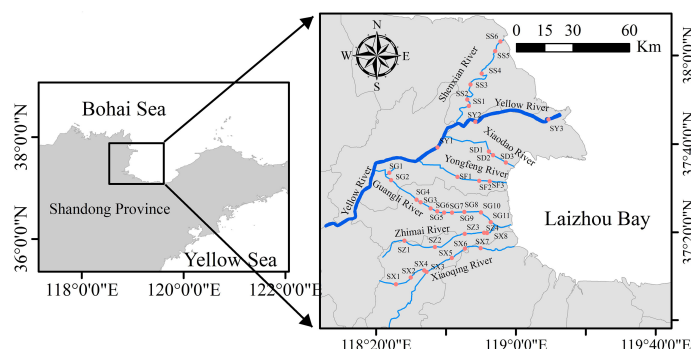 Bohai Sea
Shandong Province
Yellow Sea
38°0'0"N
36°0'0"N
118°0'0"E
120°0'0"E
122°0'0"E
N
W
E
S
0 15 30 60
Km
SS6
SS5
SS4
SS3
SS2
SS1
Shenxian River
Yellow River
SY2
SY3
SY1
Xiaodao River
SD1
SD2
SD3
Yongfeng River
SF1
SF2
SF3
SG1
SG2
Yellow River
Guangli River
SG4
SG3
SG6
SG7
SG8
SG10
SG5
SG9
SG11
Laizhou Bay
Zhimai River
SZ3
SZ4
SX8
SZ1
SZ2
SX6
SX7
SX5
SX4
SX3
SX2
SX1
Xiaoqing River
38°0'0"N
37°40'0"N
37°20'0"N
118°20'0"E
119°0'0"E
119°40'0"E